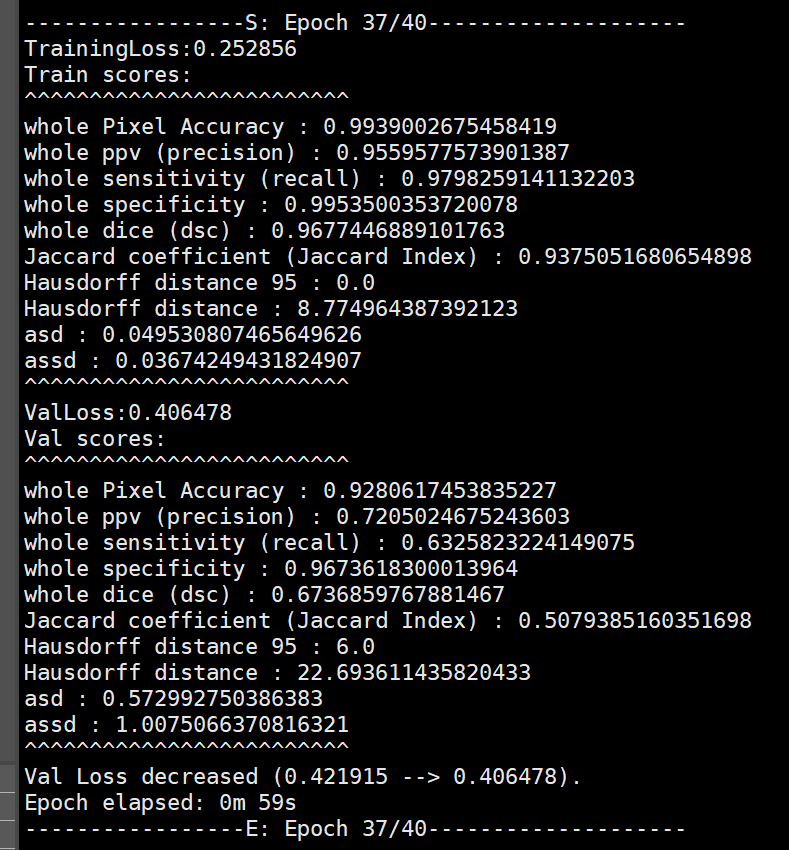 -----------------S: Epoch 37/40--------------------
TrainingLoss:0.252856
Train scores:
^^^^^^^^^^^^^^^^^^^^^^^^^
whole Pixel Accuracy : 0.9939002675458419
whole ppv (precision) : 0.9559577573901387
whole sensitivity (recall) : 0.9798259141132203
whole specificity : 0.9953500353720078
whole dice (dsc) : 0.9677446889101763
Jaccard coefficient (Jaccard Index) : 0.9375051680654898
Hausdorff distance 95 : 0.0
Hausdorff distance : 8.774964387392123
asd : 0.049530807465649626
assd : 0.03674249431824907
^^^^^^^^^^^^^^^^^^^^^^^^^
ValLoss:0.406478
Val scores:
^^^^^^^^^^^^^^^^^^^^^^^^^
whole Pixel Accuracy : 0.9280617453835227
whole ppv (precision) : 0.7205024675243603
whole sensitivity (recall) : 0.6325823224149075
whole specificity : 0.9673618300013964
whole dice (dsc) : 0.6736859767881467
Jaccard coefficient (Jaccard Index) : 0.5079385160351698
Hausdorff distance 95 : 6.0
Hausdorff distance : 22.693611435820433
asd : 0.572992750386383
assd : 1.0075066370816321
^^^^^^^^^^^^^^^^^^^^^^^^^
Val Loss decreased (0.421915 --> 0.406478).
Epoch elapsed: 0m 59s
-----------------E: Epoch 37/40--------------------